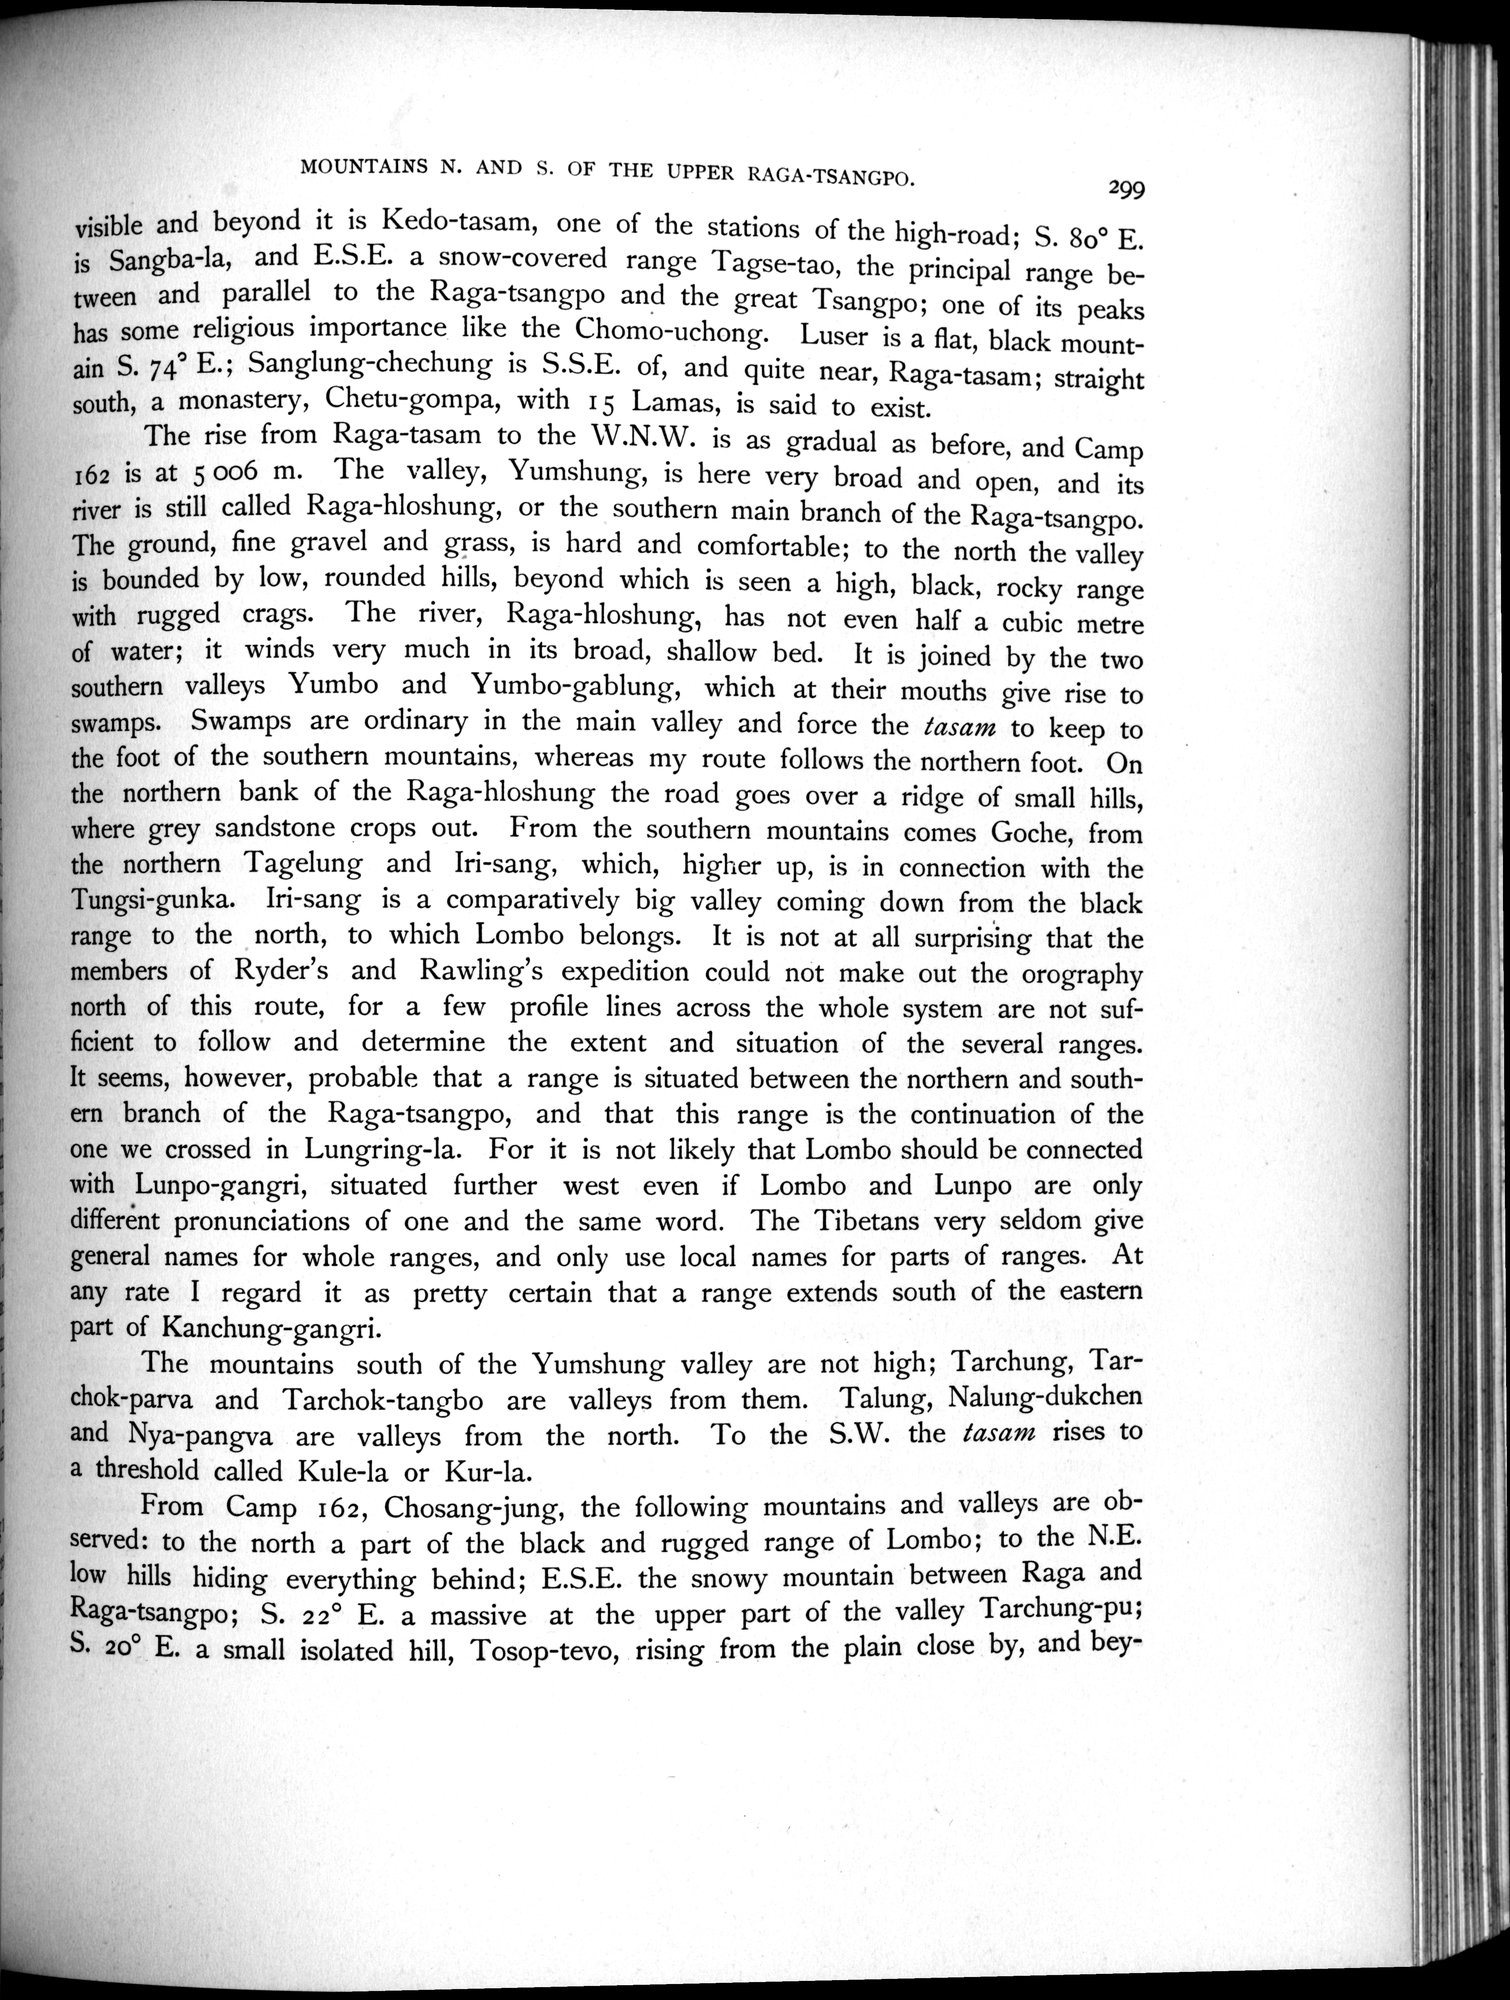 MOUNTAINS N. AND S. OF THE UPPER RAGA-TSANGPO.
299
visible and beyond it is Kedo-tasam, one of the stations of the high-road; S. 80° E.
is Sangba-la, and E.S.E. a snow-covered range Tagse-tao, the principal range be-
tween and parallel to the Raga-tsangpo and the great Tsangpo; one of its peaks
has some religious importance like the Chomo-uchong. Luser is a flat, black mount-
ain S. 74° E.; Sanglung-chechung is S.S.E. of, and quite near, Raga-tasam; straight
south, a monastery, Chetu-gompa, with 15 Lamas, is said to exist.
The rise from Raga-tasam to the W.N.W. is as gradual as before, and Camp
162 is at 5 006 m. The valley, Yumshung, is here very broad and open, and its
river is still called Raga-hloshung, or the southern main branch of the Raga-tsangpo.
The ground, fine gravel and grass, is hard and comfortable; to the north the valley
is bounded by low, rounded hills, beyond which is seen a high, black, rocky range
with rugged crags. The river, Raga-hloshung, has not even half a cubic metre
of water; it winds very much in its broad, shallow bed. It is joined by the two
southern valleys Yumbo and Yumbo-gablung, which at their mouths give rise to
swamps. Swamps are ordinary in the main valley and force the tasam to keep to
the foot of the southern mountains, whereas my route follows the northern foot. On
the northern bank of the Raga-hloshung the road goes over a ridge of small hills,
where grey sandstone crops out. From the southern mountains comes Goche, from
the northern Tagelung and Iri-sang, which, higher up, is in connection with the
Tungsi-gunka. Iri-sang is a comparatively big valley coming down from the black
range to the north, to which Lombo belongs. It is not at all surprising that the
members of Ryder's and Rawling's expedition could not make out the orography
north of this route, for a few profile lines across the whole system are not suf-
ficient to follow and determine the extent and situation of the several ranges.
It seems, however, probable that a range is situated between the northern and south-
ern branch of the Raga-tsangpo, and that this range is the continuation of the
one we crossed in Lungring-la. For it is not likely that Lombo should be connected
with Lunpo-gangri, situated further west even if Lombo and Lunpo are only
different pronunciations of one and the same word. The Tibetans very seldom give
general names for whole ranges, and only use local names for parts of ranges. At
any rate I regard it as pretty certain that a range extends south of the eastern
part of Kanchung-gangri.
The mountains south of the Yumshung valley are not high; Tarchung, Tar-
chok-parva and Tarchok-tangbo are valleys from them. Talung, Nalung-dukchen
and Nya-pangva are valleys from the north. To the S.W. the tasam rises to
a threshold called Kule-la or Kur-la.
From Camp 162, Chosang-jung, the following mountains and valleys are ob-
served: to the north a part of the black and rugged range of Lombo; to the N.E.
low hills hiding everything behind; E.S.E. the snowy mountain between Raga and
Raga-tsangpo; S. 22° E. a massive at the upper part of the valley Tarchung-pu;
S. 20° E. a small isolated hill, Tosop-tevo, rising from the plain close by, and bey-